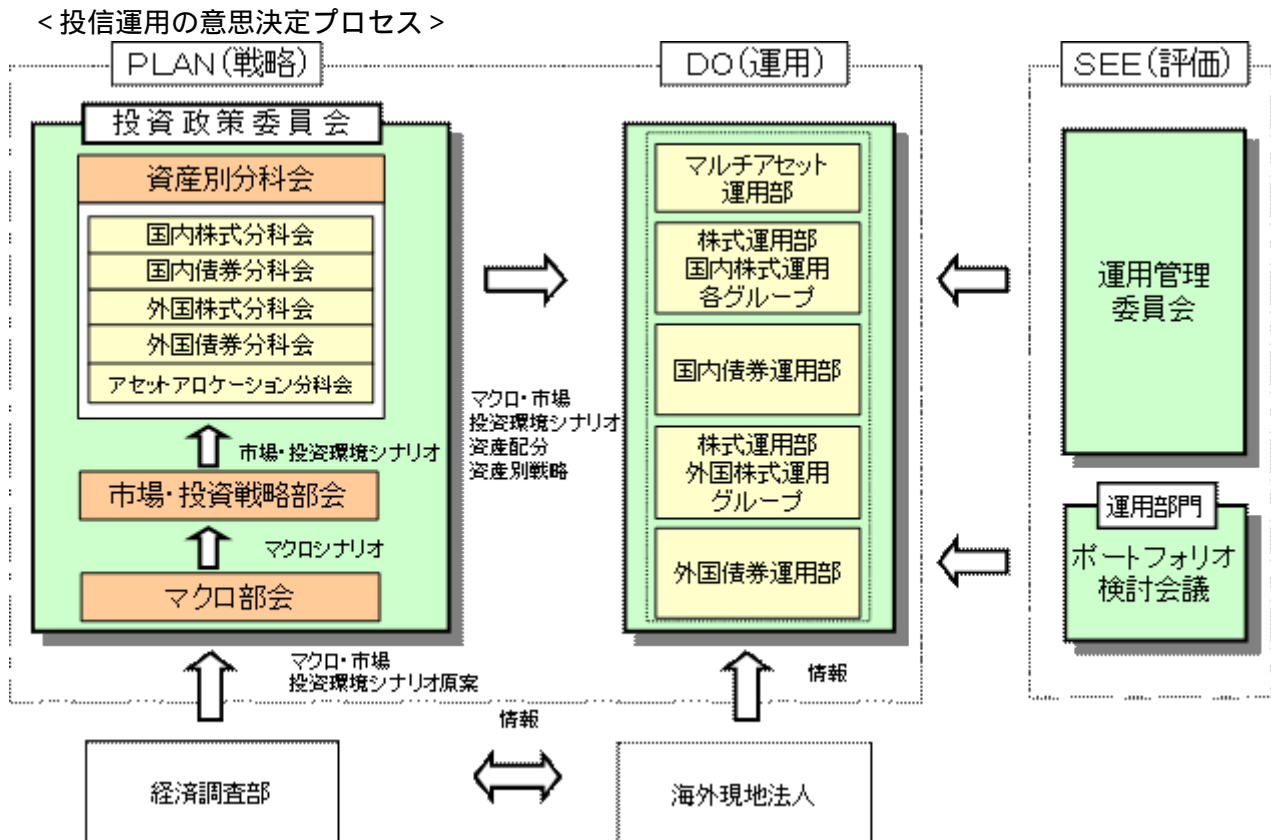 ＜投信運用の意思決定プロセス＞
PLAN(戦略)
投資政策委員会
資産別分科会
国内株式分科会
国内債券分科会
外国株式分科会
外国債券分科会
アセットアロケーション分科会
市場・投資環境シナリオ
市場・投資戦略部会
マクロシナリオ
マクロ部会
マクロ・市場
投資環境シナリオ原案
経済調査部
マクロ・市場
投資環境シナリオ
資産配分
資産別戦略
情報
DO(運用)
マルチアセット
運用部
株式運用部
国内株式運用
各グループ
国内債券運用部
株式運用部
外国株式運用
グループ
外国債券運用部
情報
海外現地法人
SEE(評価)
運用管理
委員会
運用部門
ポートフォリオ
検討会議